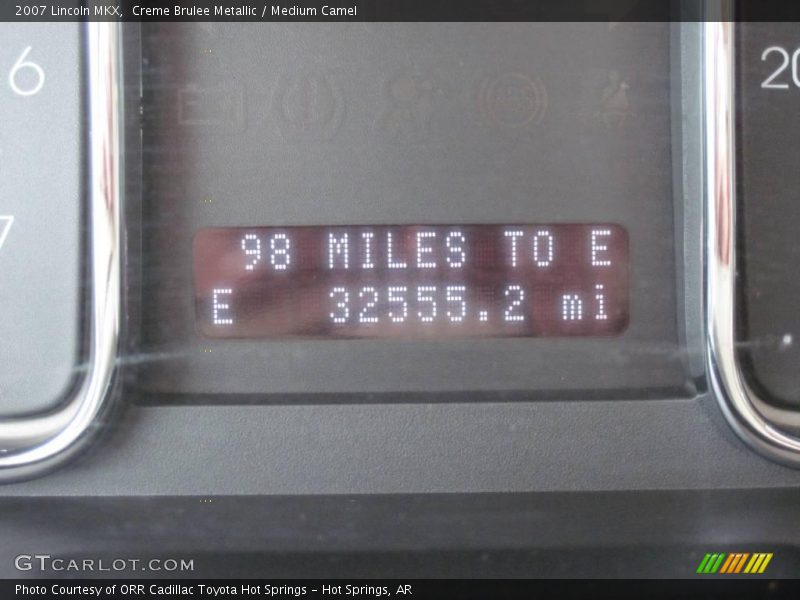 2007 Lincoln MKX, Creme Brulee Metallic / Medium Camel
6
20
7
98 MILES TO E
E 32555.2 mi
GTCARLOT.COM
Photo Courtesy of ORR Cadillac Toyota Hot Springs – Hot Springs, AR